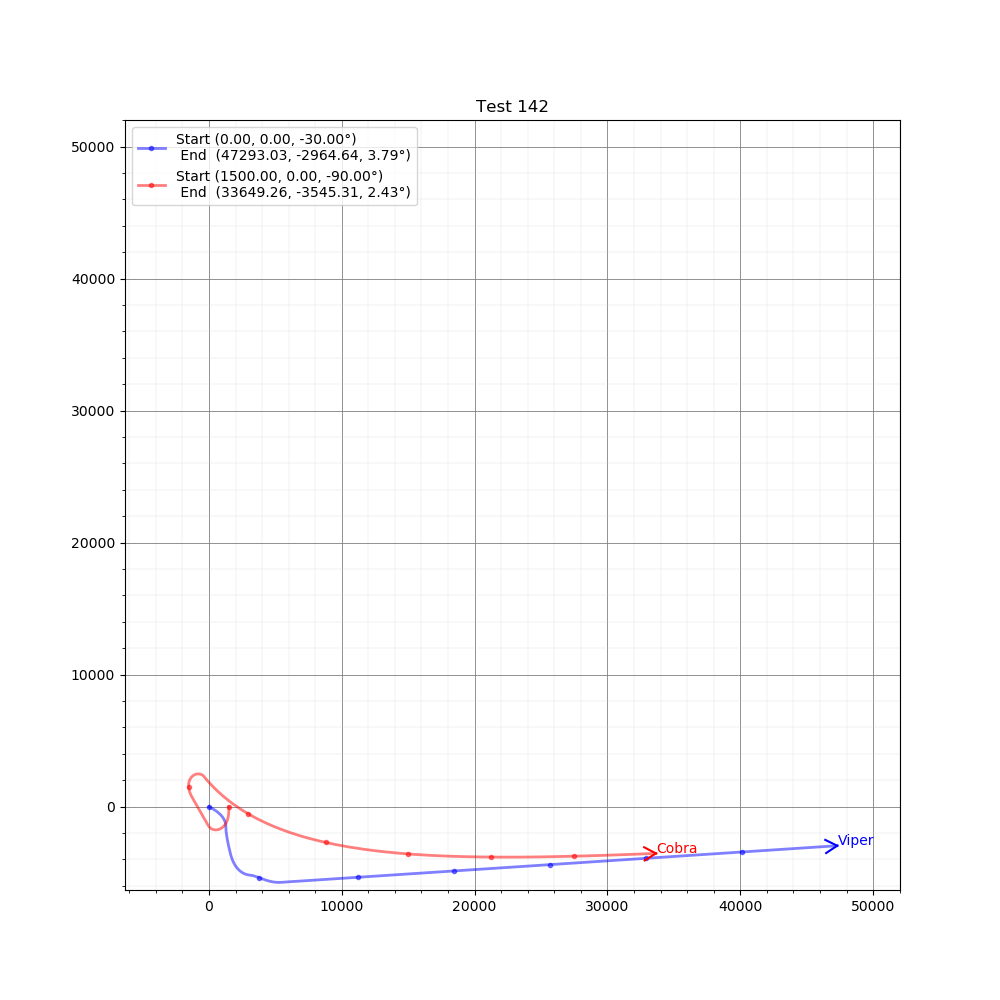 Test 142
Start (0.00, 0.00, -30.00°)
End (47293.03, -2964.64, 3.79°)
Start (1500.00, 0.00, -90.00°)
End (33649.26, -3545.31, 2.43°)
50000
40000
30000
20000
10000
0
Viper
Cobra
0
10000
20000
30000
40000
50000